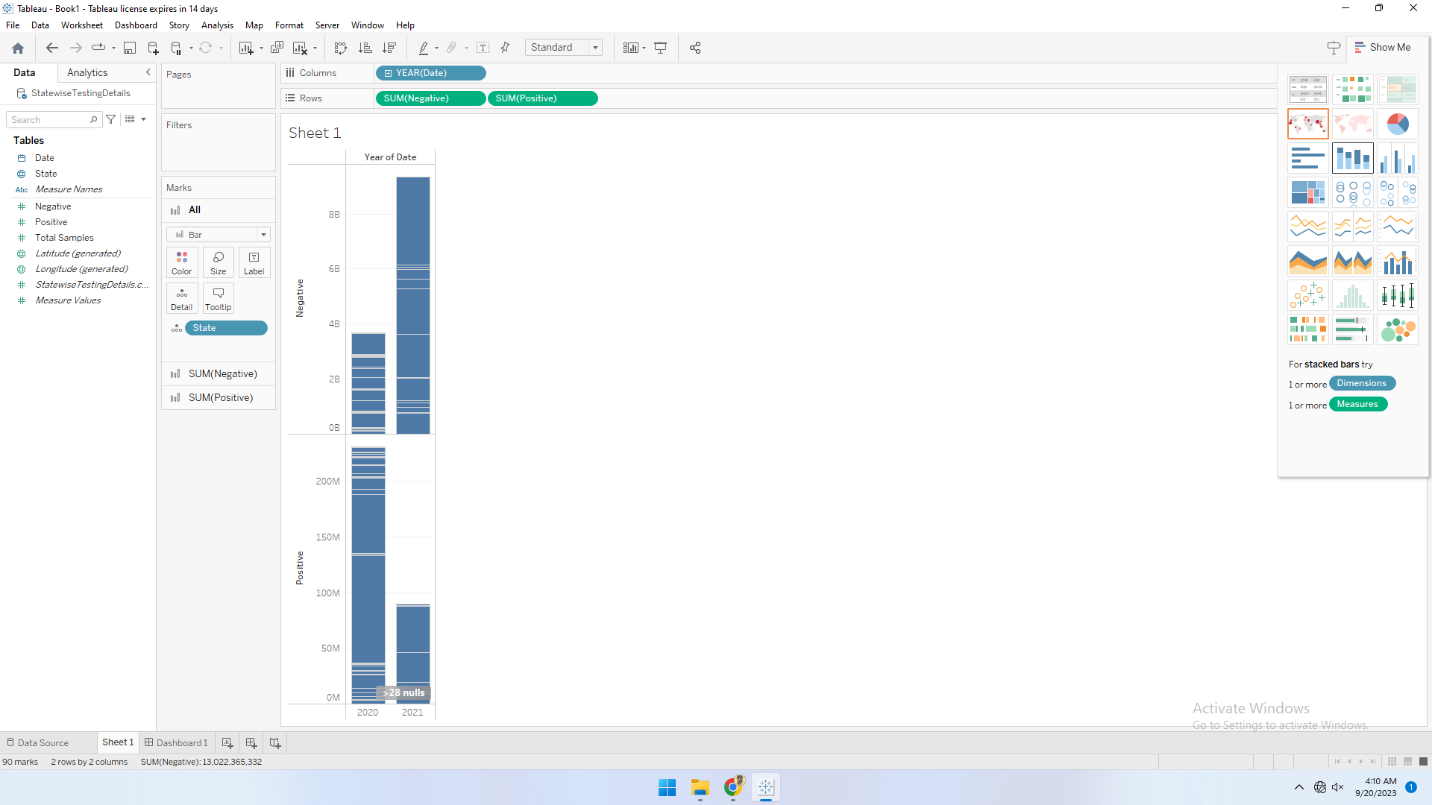 Tableau - Book1 - Tableau license expires in 14 days
File Data Worksheet Dashboard Story Analysis Map Format Server Window Help
Standard
Show Me
Data Analytics
StatewiseTestingDetails
Search
Tables
Date
State
Abc Measure Names
Negative
Positive
Total Samples
Latitude (generated)
Longitude (generated)
StatewiseTestingDetails.c...
Measure Values
Pages
Filters
Marks
All
Bar
Color Size Label
Detail Tooltip
State
SUM(Negative)
SUM(Positive)
Columns YEAR(Date)
Rows SUM(Negative) SUM(Positive)
Sheet 1
Year of Date
Negative
8B
6B
4B
2B
0B
Positive
200M
150M
100M
50M
0M
>28 nulls
2020 2021
For stacked bars try
1 or more Dimensions
1 or more Measures
Activate Windows
Go to Settings to activate Windows.
Data Source Sheet 1 Dashboard 1
90 marks 2 rows by 2 columns SUM(Negative): 13,022,365,332
4:10 AM
9/20/2023
1